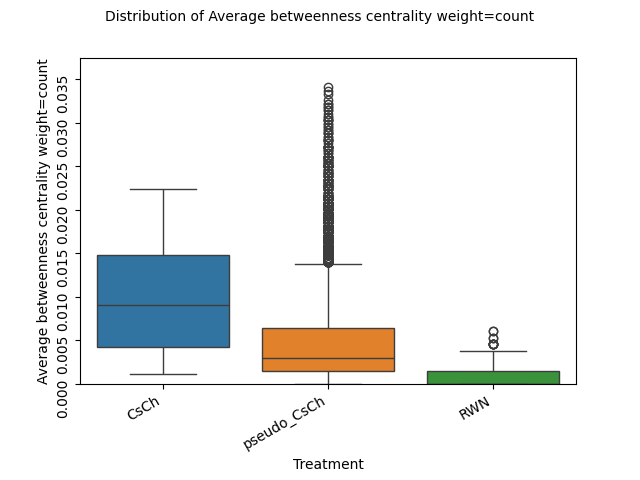 Distribution of Average betweenness centrality weight=count
Average betweenness centrality weight=count
0.035
0.030
0.025
0.020
0.015
0.010
0.005
0.000
CsCh
pseudo_CsCh
RWN
Treatment